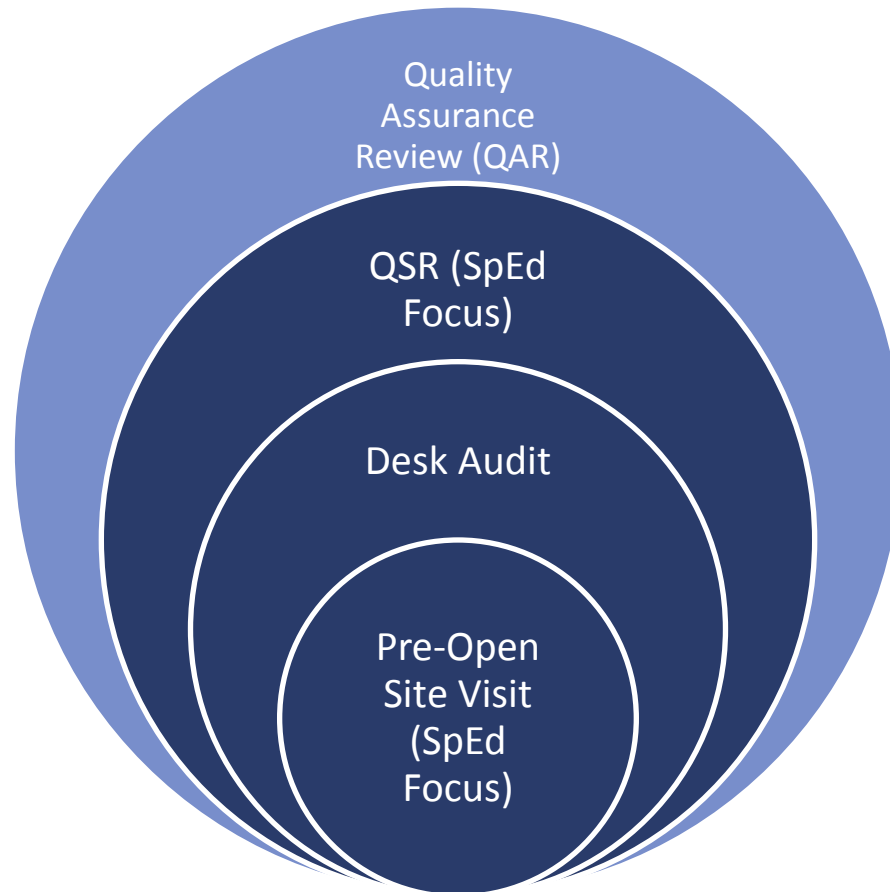 Quality
Assurance
Review (QAR)
QSR (SpEd
Focus)
Desk Audit
Pre-Open
Site Visit
(SpEd
Focus)